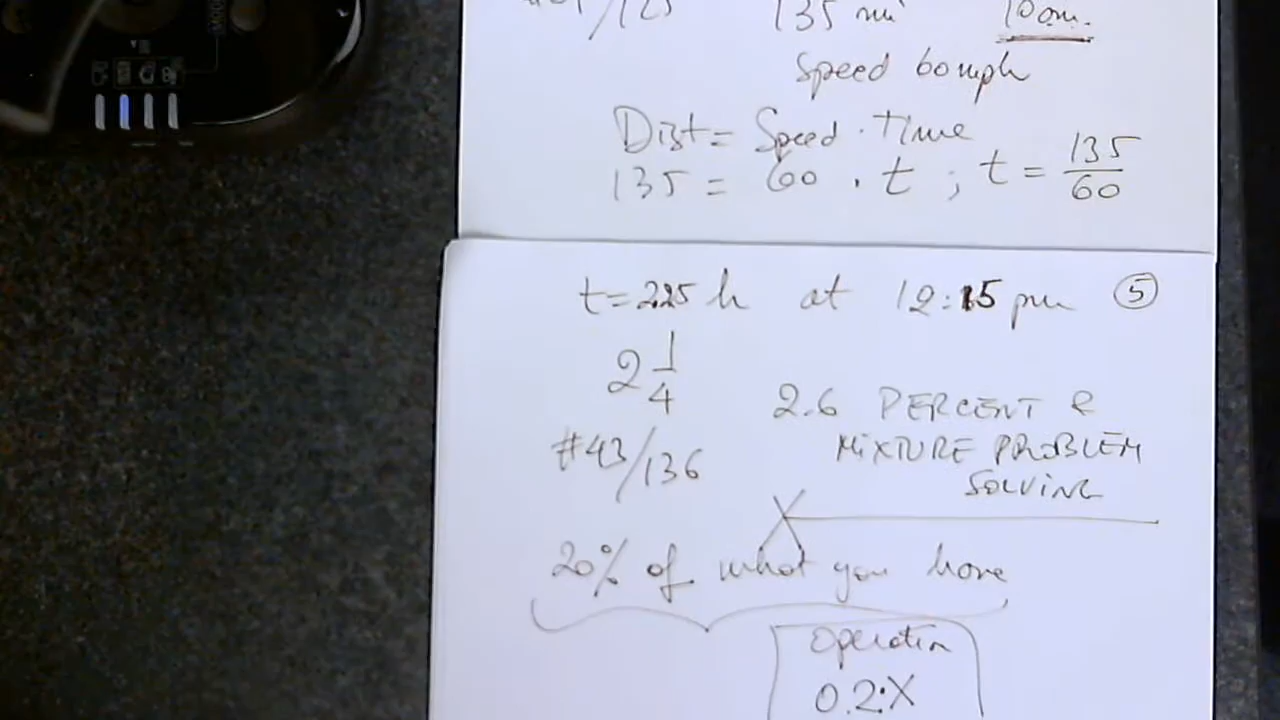 /125 135 mi 10am.
Speed 60mph
Dist = Speed · Time
135 = 60 · t ; t = 135/60
t=2.25 h at 12:15 pm 5
2 1/4
2.6 PERCENT &
#43/136 MIXTURE PROBLEM
SOLVING
X
20% of what you have
operation
0.2·X